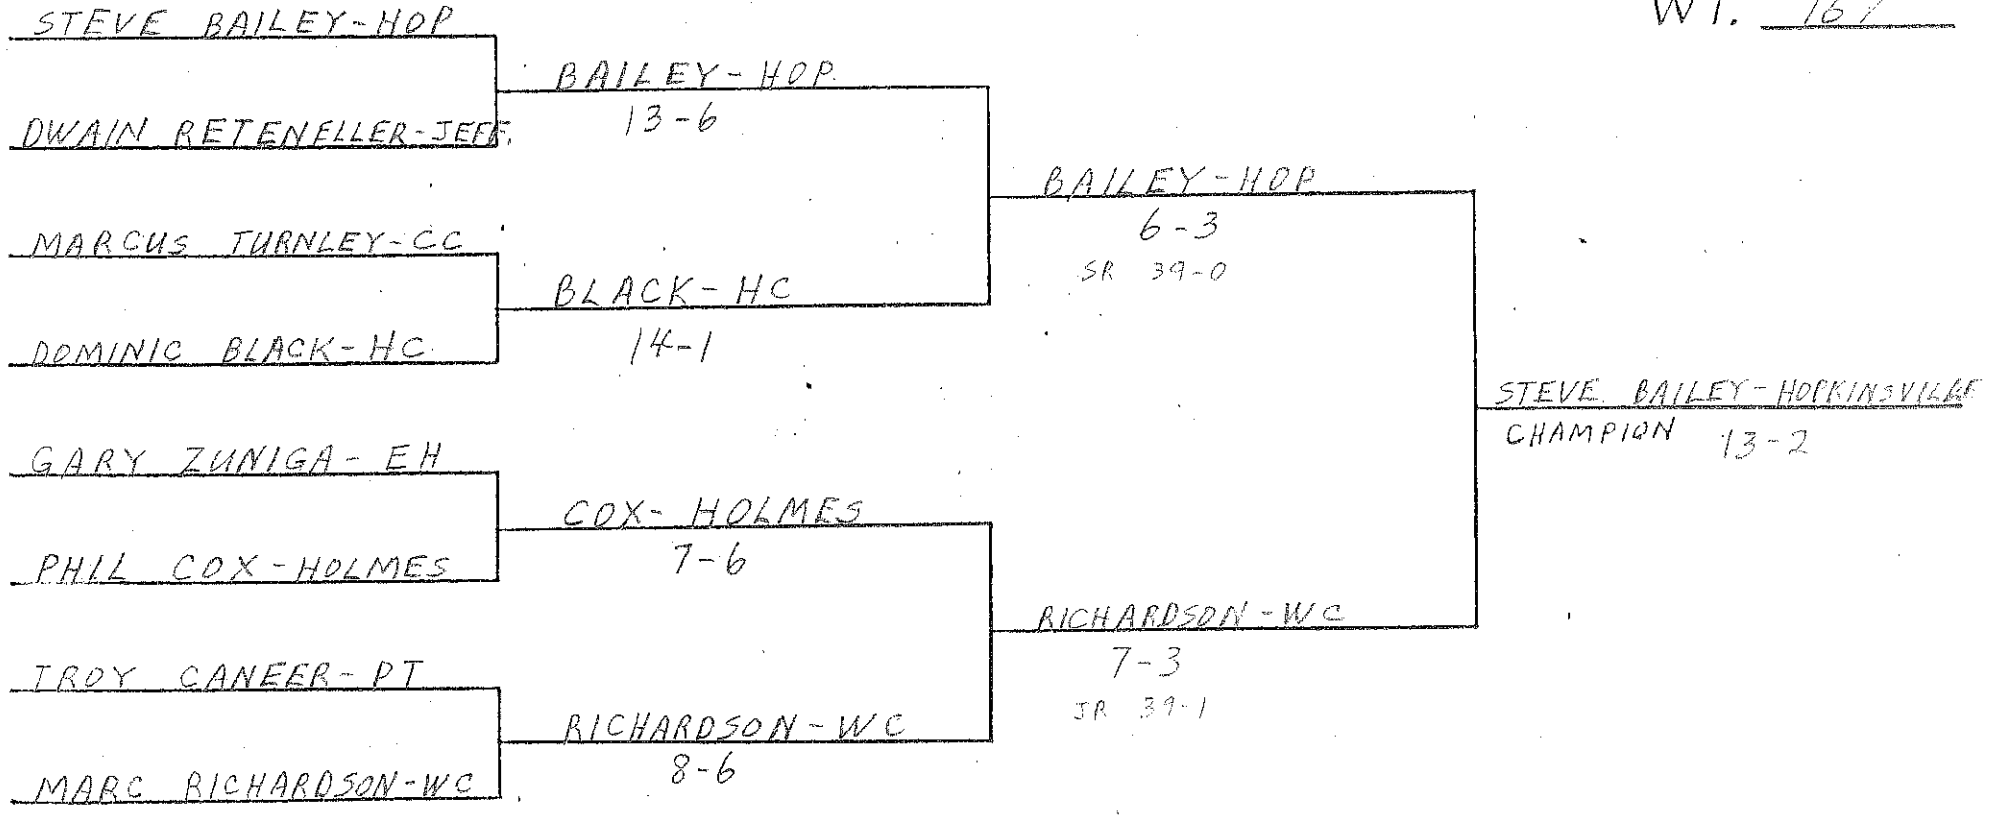 WT. 167
STEVE BAILEY-HOP
DWAIN RETENELLER-JEFF.
MARCUS TURNLEY-CC
DOMINIC BLACK-HC
GARY ZUNIGA-EH
PHIL COX-HOLMES
TROY CANEER-PT
MARC RICHARDSON-WC
BAILEY-HOP.
13-6
BLACK-HC
14-1
COX-HOLMES
7-6
RICHARDSON-WC
8-6
BAILEY-HOP
6-3
SR 39-0
RICHARDSON-WC
7-3
JR 39-1
STEVE BAILEY-HOPKINSVILLE
CHAMPION 13-2